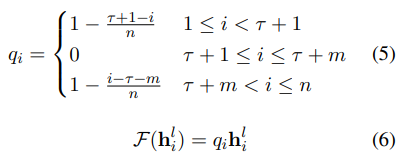 q_i = { 1 − (τ+1−i)/n    1 ≤ i < τ + 1
0    τ + 1 ≤ i ≤ τ + m    (5)
1 − (i−τ−m)/n    τ + m < i ≤ n
F(h_i^l) = q_i h_i^l    (6)